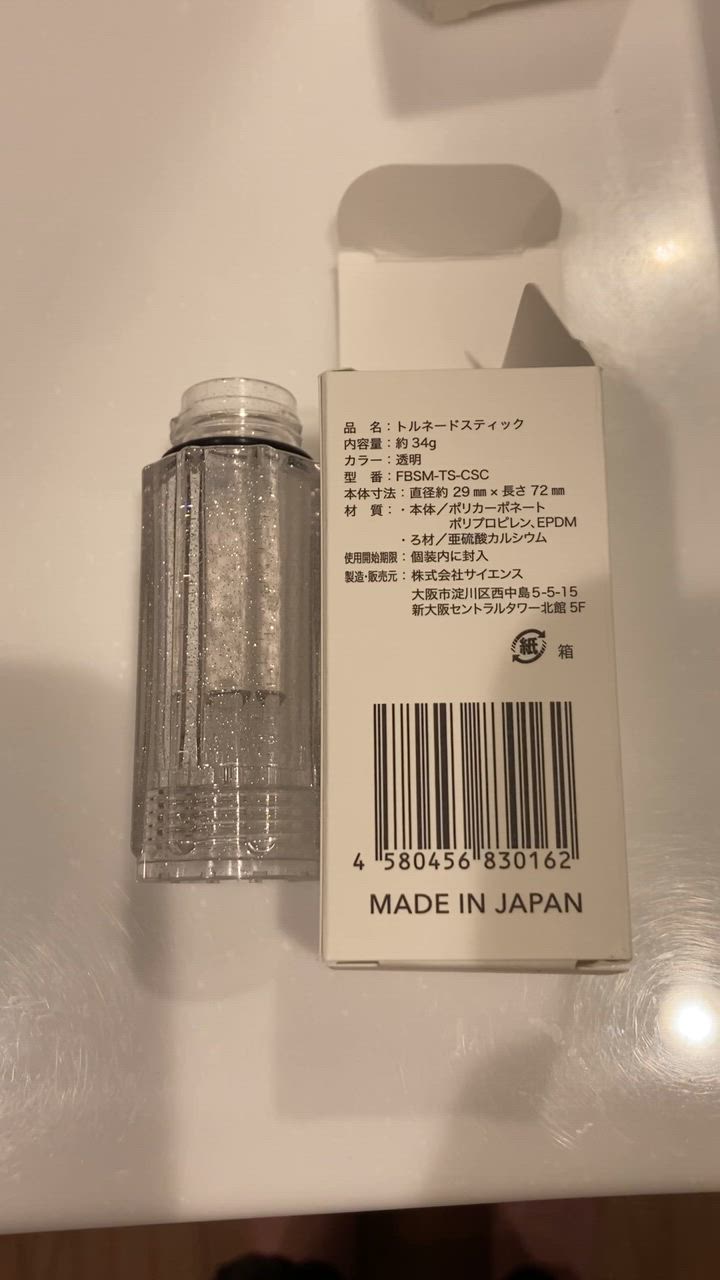 品 名：トルネードスティック
内容量：約34g
カラー：透明
型 番：FBSM-TS-CSC
本体寸法：直径約 29 ㎜ × 長さ 72 ㎜
材 質：・本体／ポリカーボネート
ポリプロピレン、EPDM
・ろ材／亜硫酸カルシウム
使用開始期限：個装内に封入
製造・販売元：株式会社サイエンス
大阪市淀川区西中島5-5-15
新大阪セントラルタワー北館 5F
紙 箱
4 580456 830162
MADE IN JAPAN